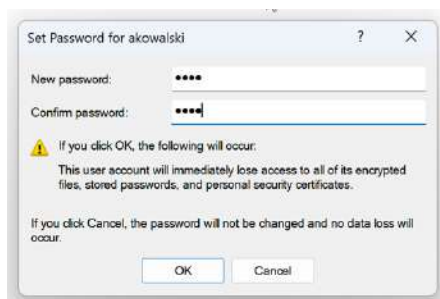 Set Password for akowalski
?
New password: ••••
Confirm password: ••••
If you click OK, the following will occur:
This user account will immediately lose access to all of its encrypted
files, stored passwords, and personal security certificates.
If you click Cancel, the password will not be changed and no data loss will
occur.
OK
Cancel